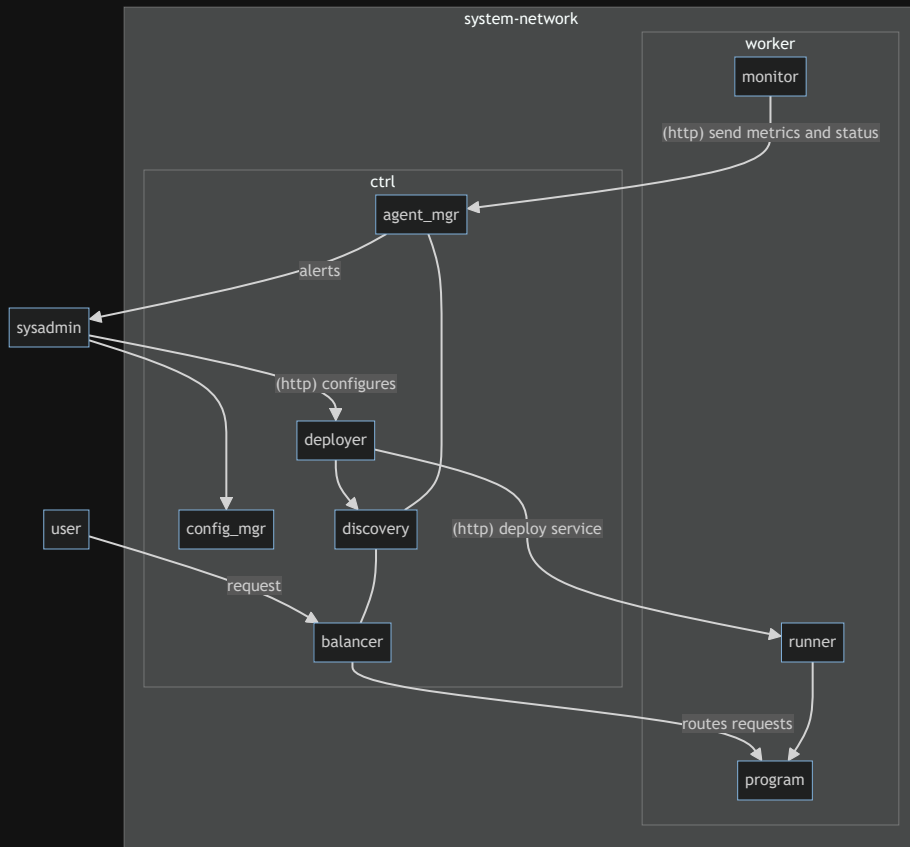 system-network
worker
monitor
(http) send metrics and status
ctrl
agent_mgr
alerts
sysadmin
(http) configures
deployer
user
config_mgr
discovery
(http) deploy service
request
balancer
runner
routes requests
program